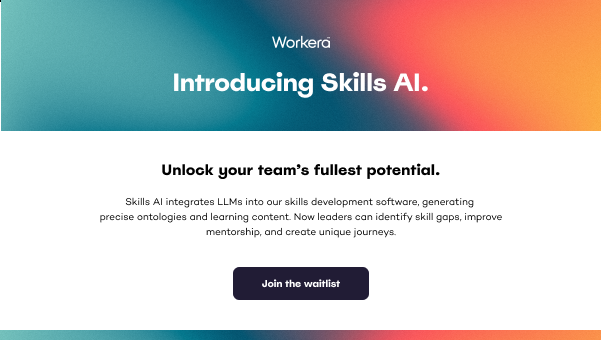 Workera
Introducing Skills AI.
Unlock your team's fullest potential.
Skills AI integrates LLMs into our skills development software, generating
precise ontologies and learning content. Now leaders can identify skill gaps, improve
mentorship, and create unique journeys.
Join the waitlist